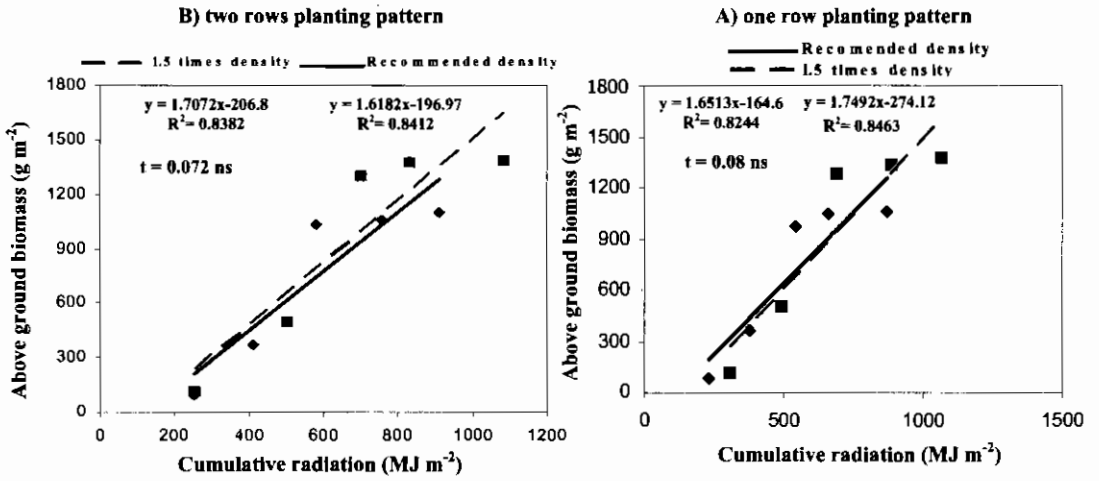 B) two rows planting pattern
1.5 times density Recommended density
Above ground biomass (g m⁻²)
1800
1500
1200
900
600
300
0
y = 1.7072x-206.8
R²= 0.8382
y = 1.6182x-196.97
R²= 0.8412
t = 0.072 ns
0 200 400 600 800 1000 1200
Cumulative radiation (MJ m⁻²)
A) one row planting pattern
Recomended density
1.5 times density
Above ground biomass (g m⁻²)
1800
1500
1200
900
600
300
0
y = 1.6513x-164.6
R²= 0.8244
y = 1.7492x-274.12
R²= 0.8463
t = 0.08 ns
0 500 1000 1500
Cumulative radiation (MJ m⁻²)